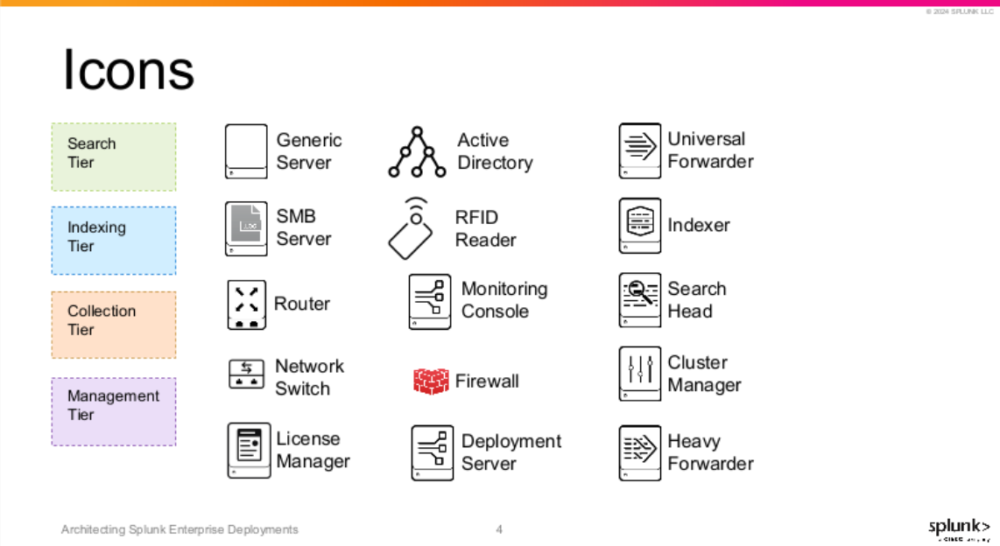 © 2024 SPLUNK LLC
Icons
Search
Tier
Indexing
Tier
Collection
Tier
Management
Tier
Generic
Server
SMB
Server
LOG
Router
Network
Switch
License
Manager
Active
Directory
RFID
Reader
Monitoring
Console
Firewall
Deployment
Server
Universal
Forwarder
Indexer
Search
Head
Cluster
Manager
Heavy
Forwarder
Architecting Splunk Enterprise Deployments
4
splunk>
a CISCO company